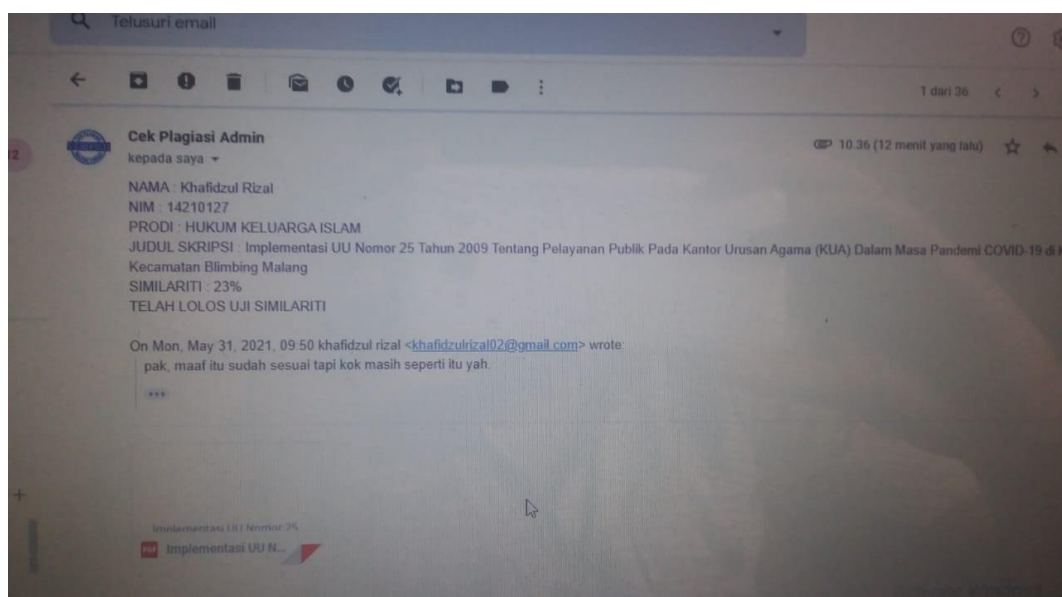 Telusuri email
1 dari 36
Cek Plagiasi Admin
10.36 (12 menit yang lalu)
kepada saya
12
NAMA : Khafidzul Rizal
NIM : 14210127
PRODI : HUKUM KELUARGA ISLAM
JUDUL SKRIPSI : Implementasi UU Nomor 25 Tahun 2009 Tentang Pelayanan Publik Pada Kantor Urusan Agama (KUA) Dalam Masa Pandemi COVID-19 di
Kecamatan Blimbing Malang
SIMILARITI : 23%
TELAH LOLOS UJI SIMILARITI
On Mon, May 31, 2021, 09:50 khafidzul rizal <khafidzulrizal02@gmail.com> wrote:
pak, maaf itu sudah sesuai tapi kok masih seperti itu yah.
Implementasi UU Nomor 25
PDF Implementasi UU N...